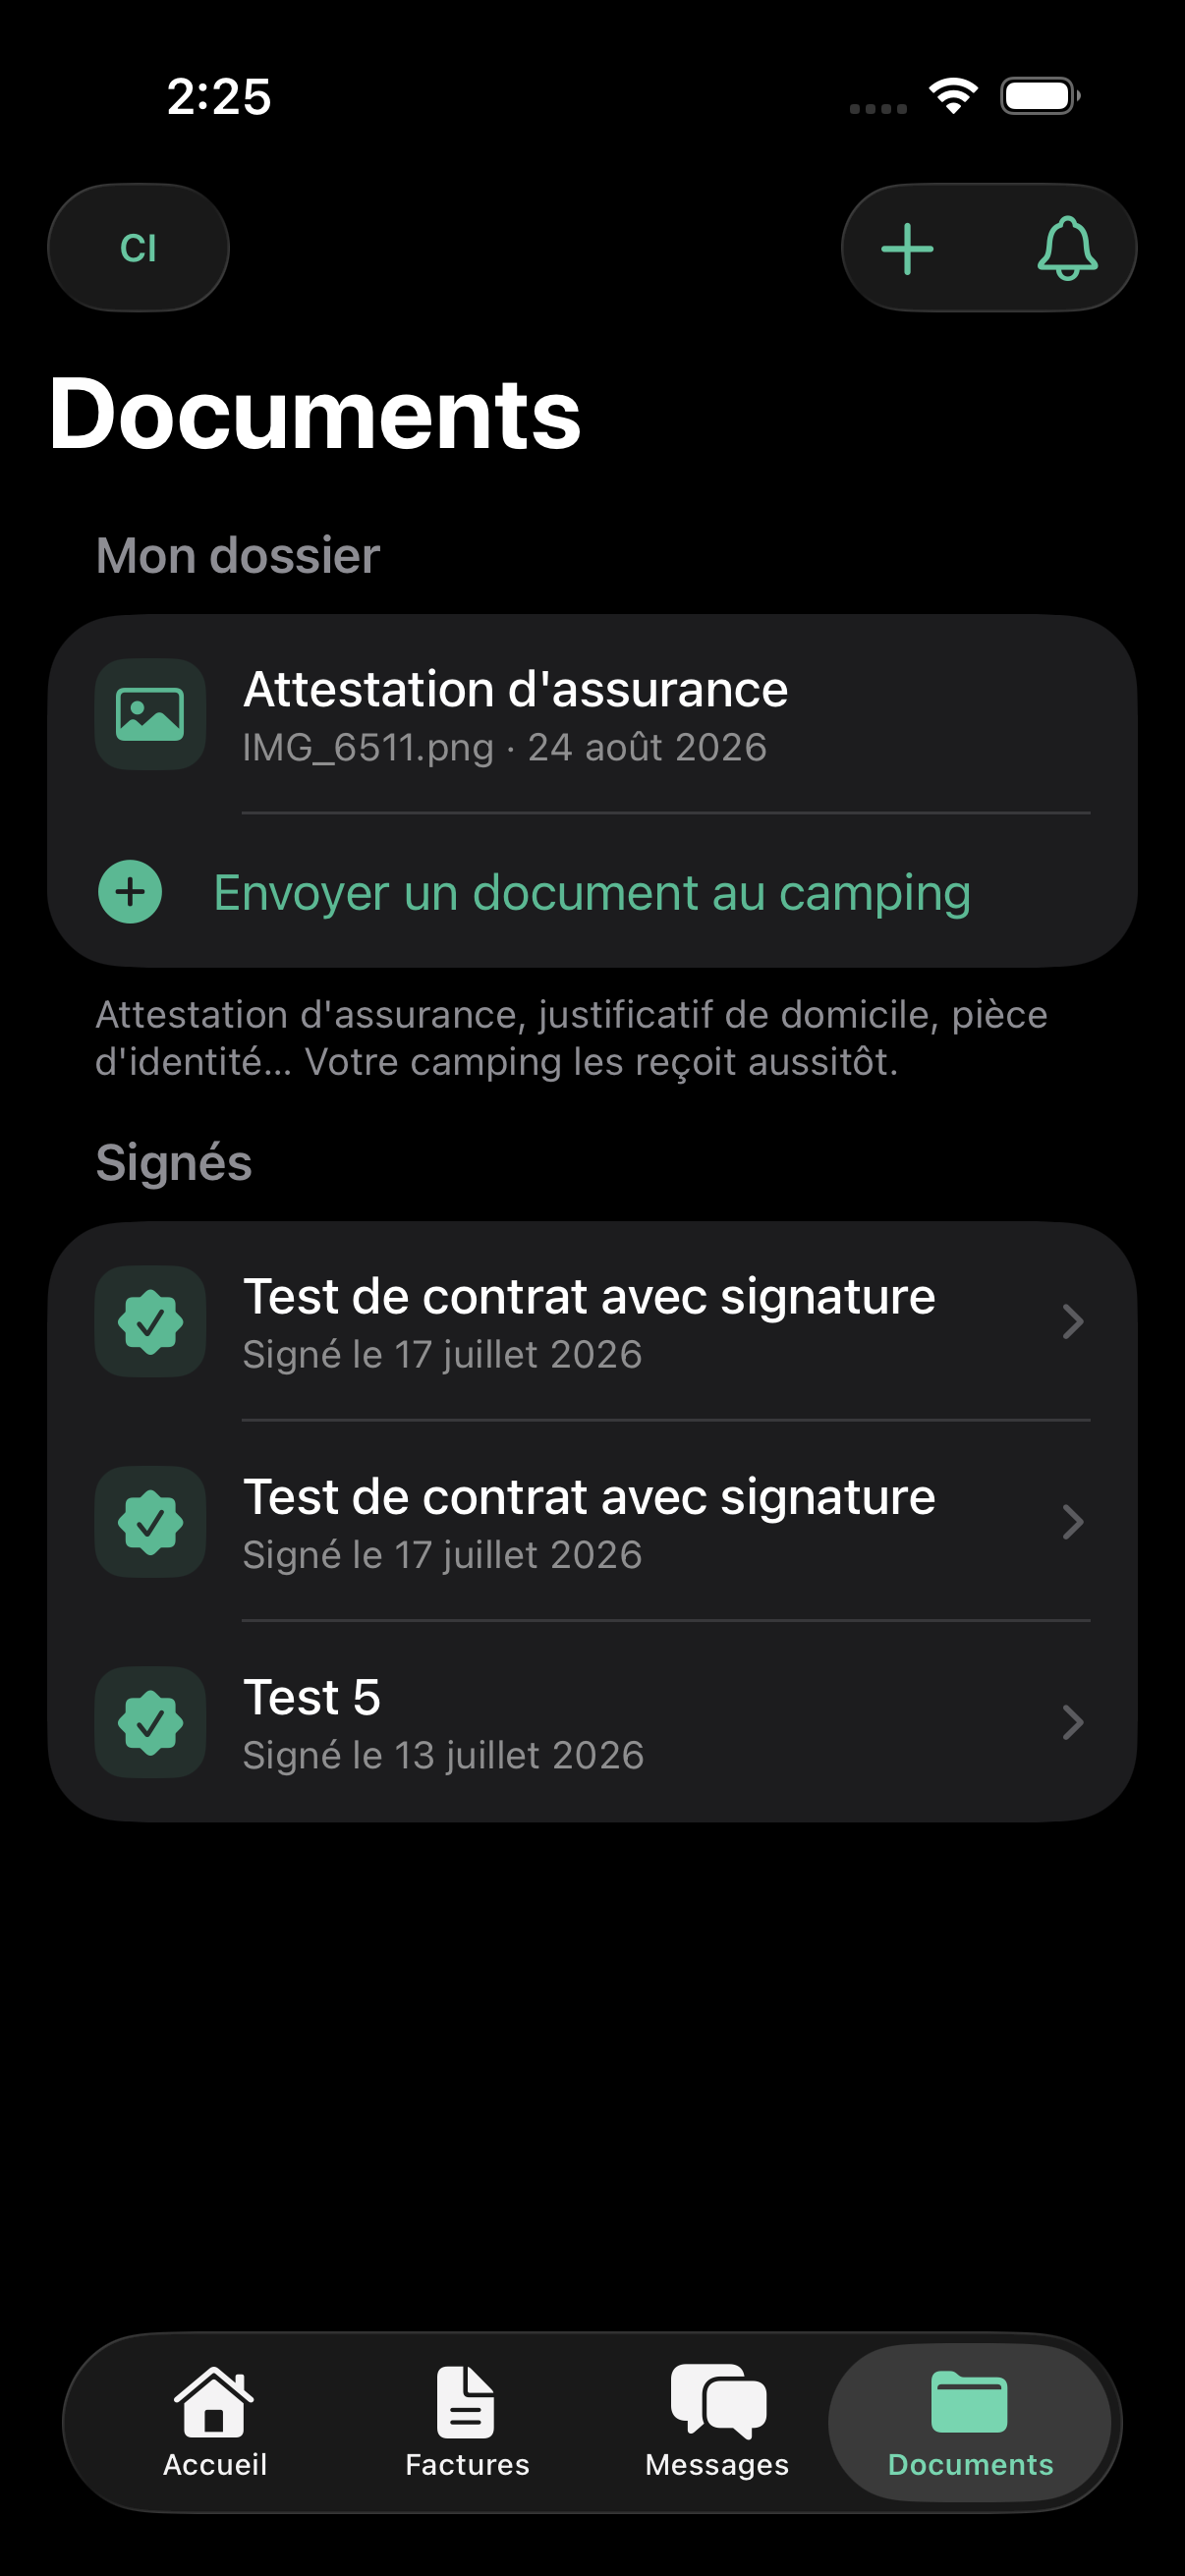 2:25
CI
Documents
Mon dossier
Attestation d'assurance
IMG_6511.png · 24 août 2026
Envoyer un document au camping
Attestation d'assurance, justificatif de domicile, pièce
d'identité... Votre camping les reçoit aussitôt.
Signés
Test de contrat avec signature
Signé le 17 juillet 2026
Test de contrat avec signature
Signé le 17 juillet 2026
Test 5
Signé le 13 juillet 2026
Accueil
Factures
Messages
Documents